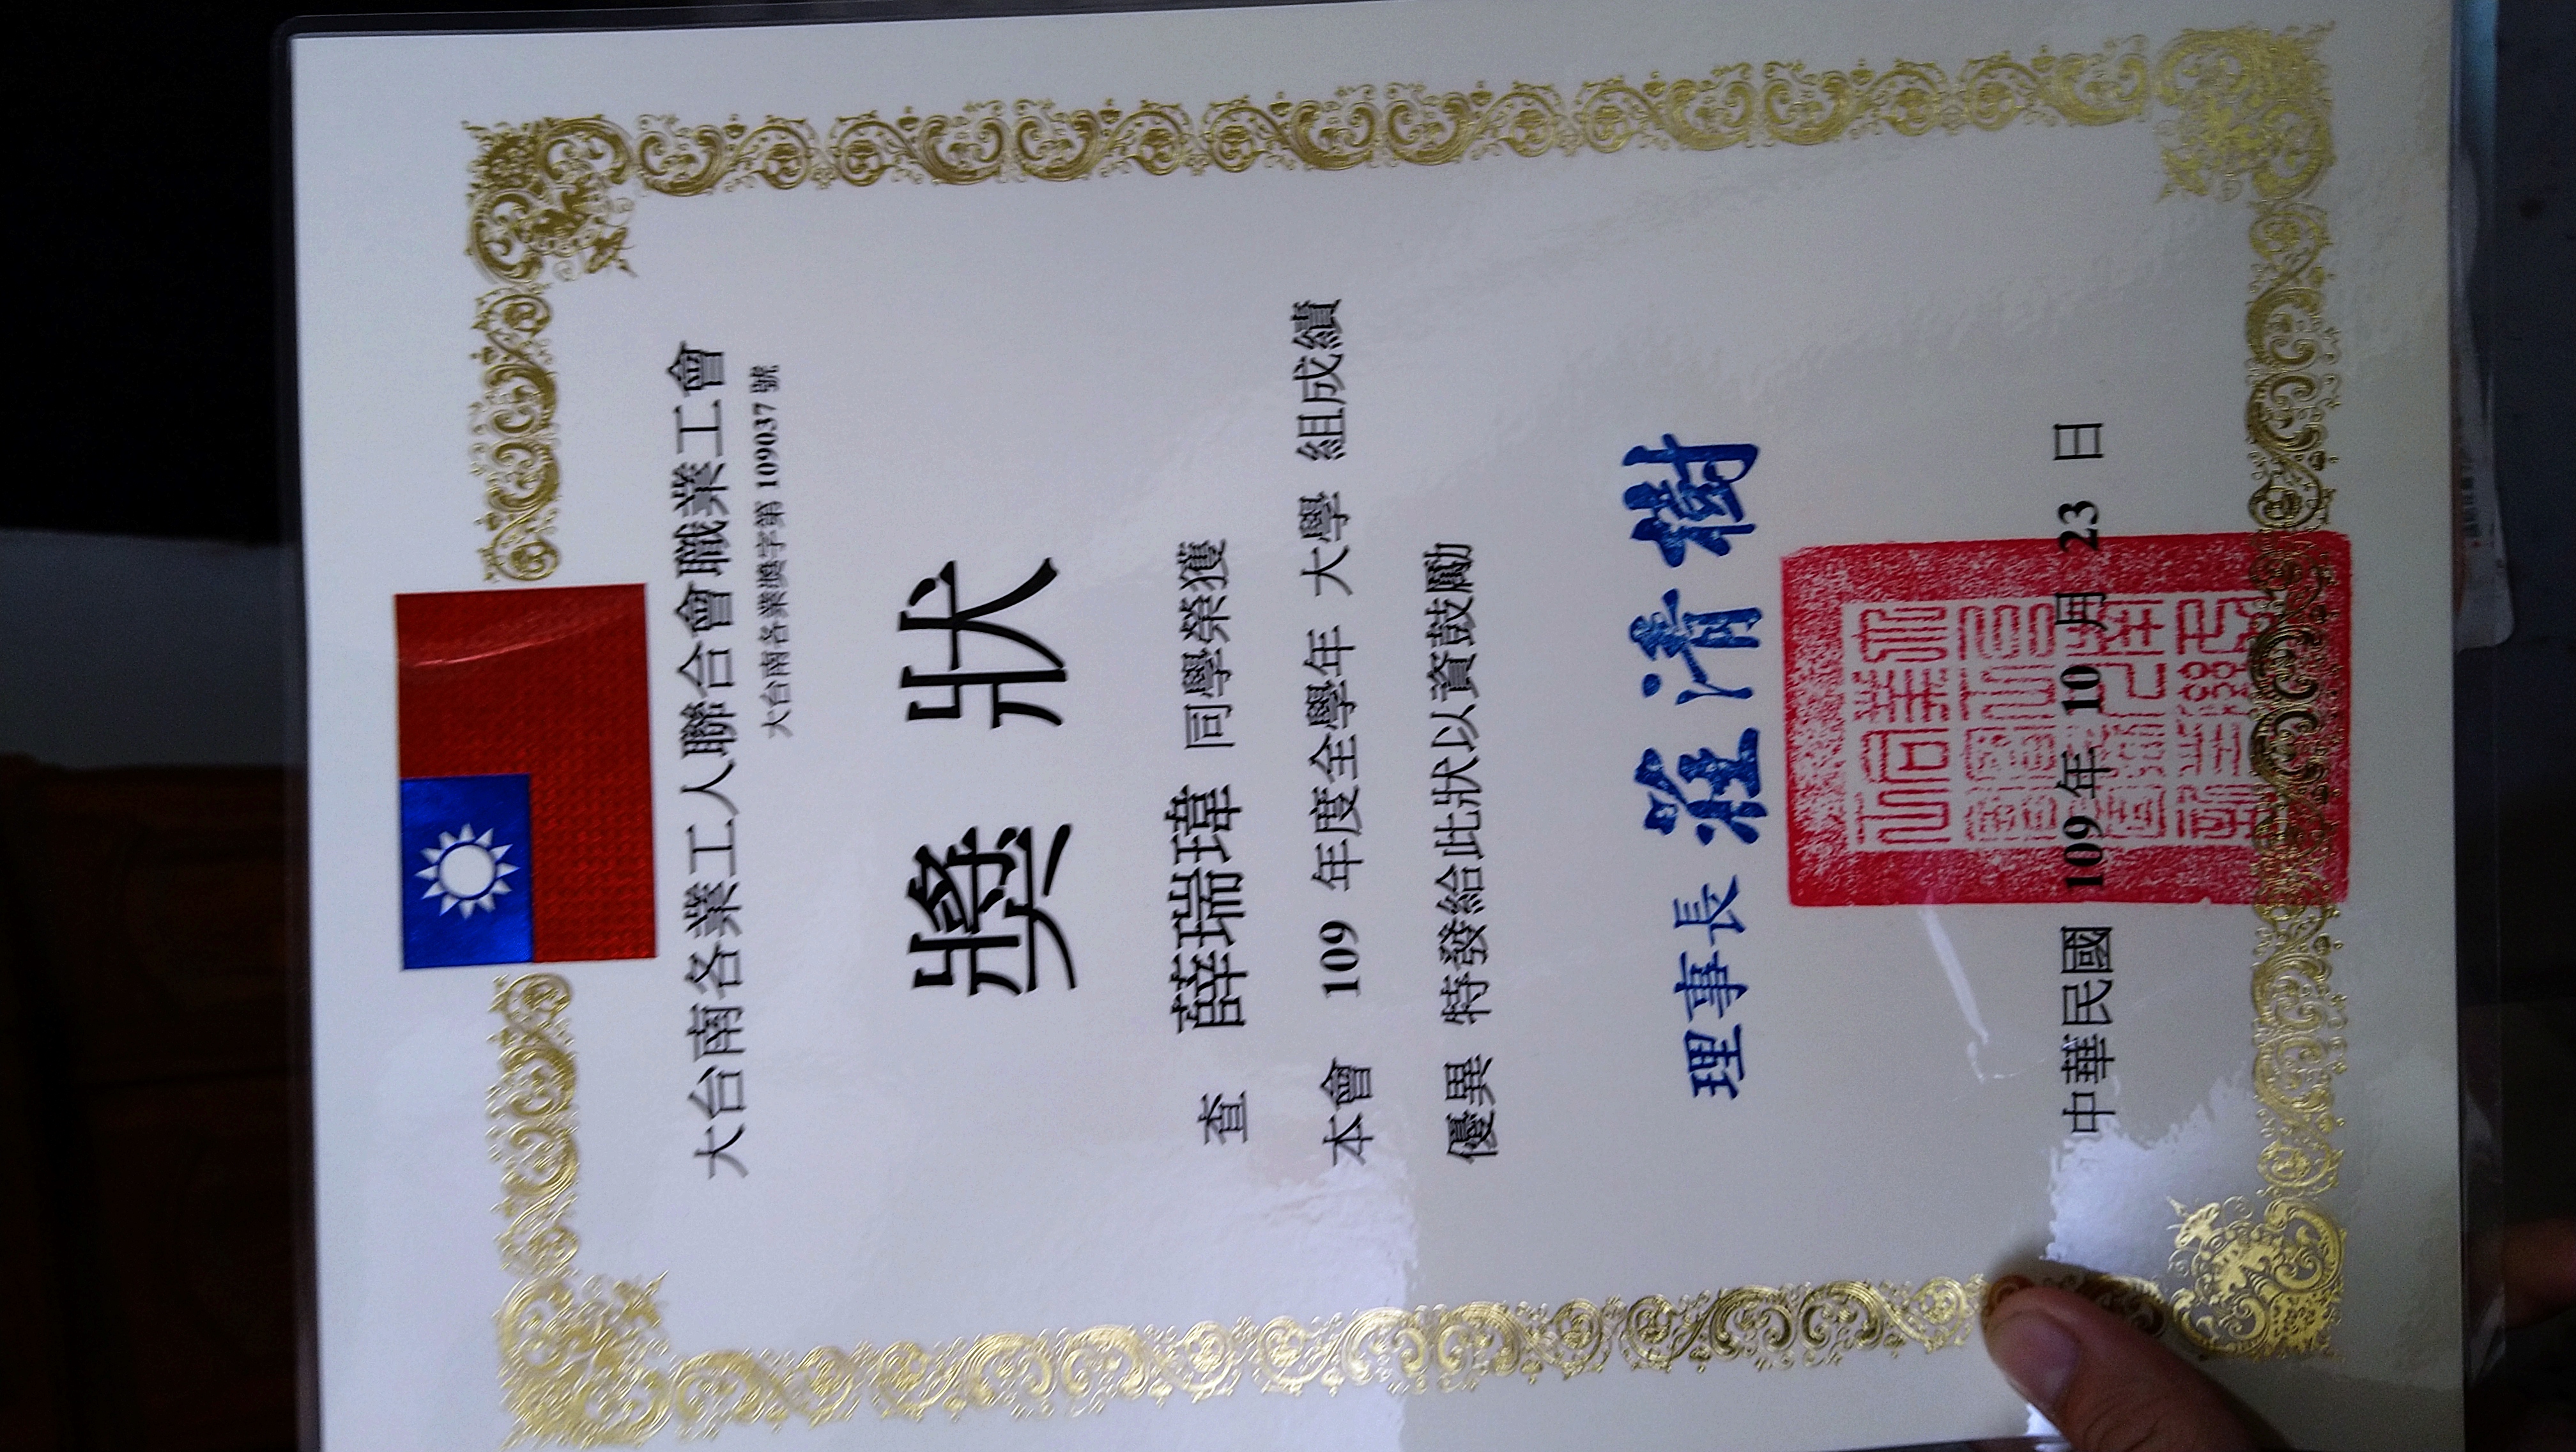 大台南各業工人聯合會職業工會
大台南各業獎字第 109037 號
獎 狀
查 薛瑞瑋 同學榮獲
本會 109 年度全學年 大學 組成績
優異 特發給此狀以資鼓勵
理事長 莊清樹
中華民國 109 年 10 月 23 日